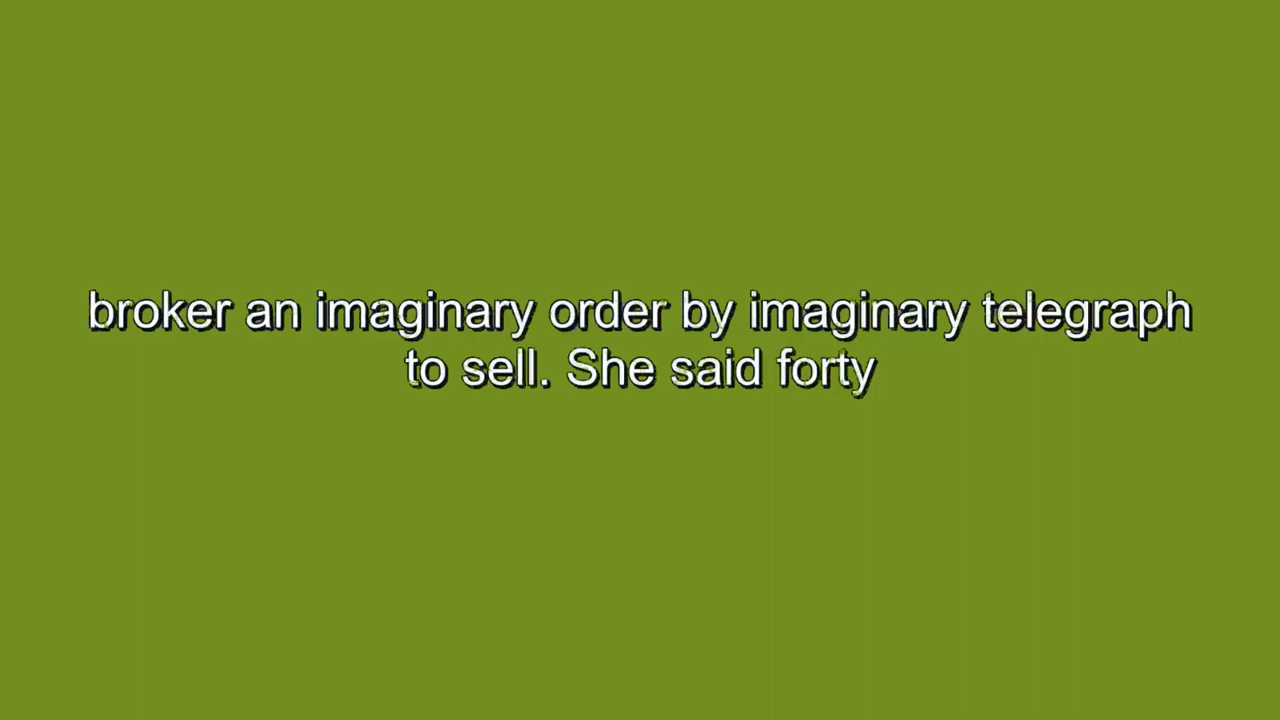 broker an imaginary order by imaginary telegraph
to sell. She said forty